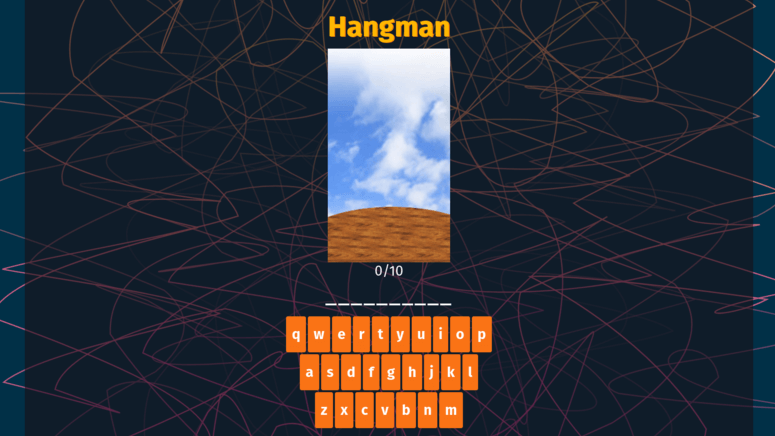 Hangman
0/10
__________
q w e r t y u i o p
a s d f g h j k l
z x c v b n m